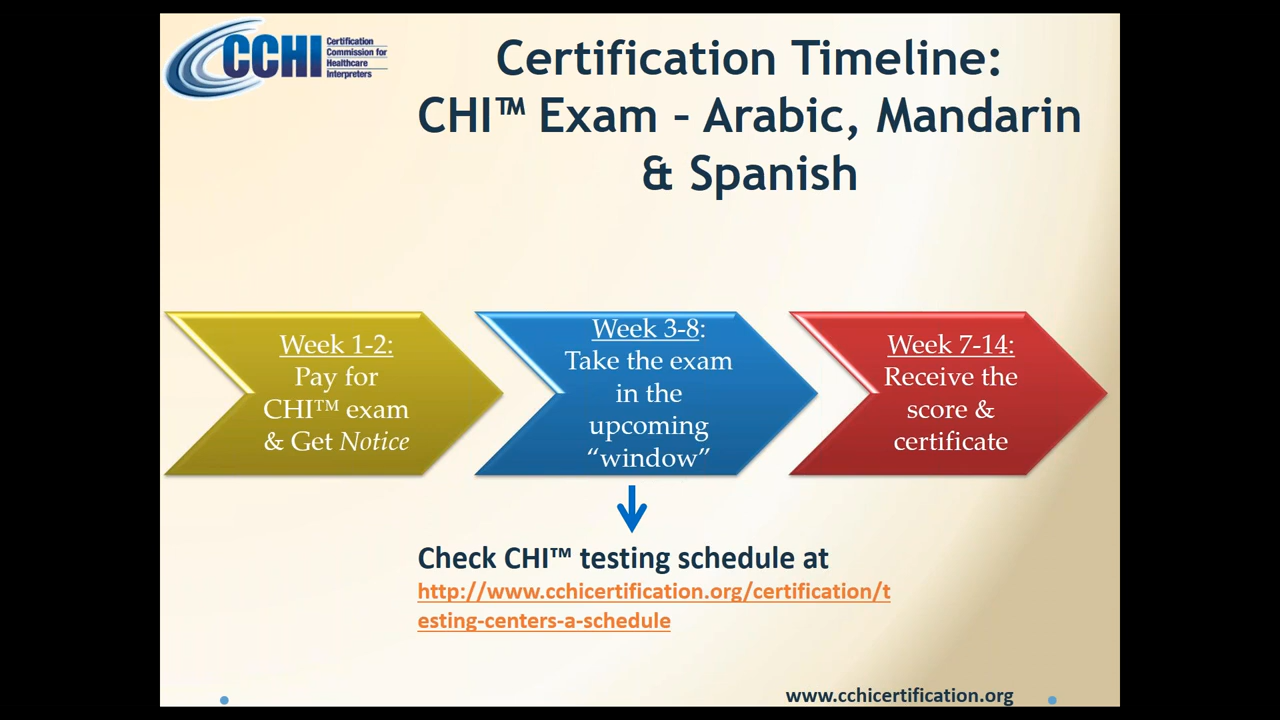 CCHI
Certification
Commission for
Healthcare
Interpreters
Certification Timeline:
CHI™ Exam – Arabic, Mandarin
& Spanish
Week 1-2:
Pay for
CHI™ exam
& Get Notice
Week 3-8:
Take the exam
in the
upcoming
“window”
Week 7-14:
Receive the
score &
certificate
Check CHI™ testing schedule at
http://www.cchicertification.org/certification/t
esting-centers-a-schedule
www.cchicertification.org